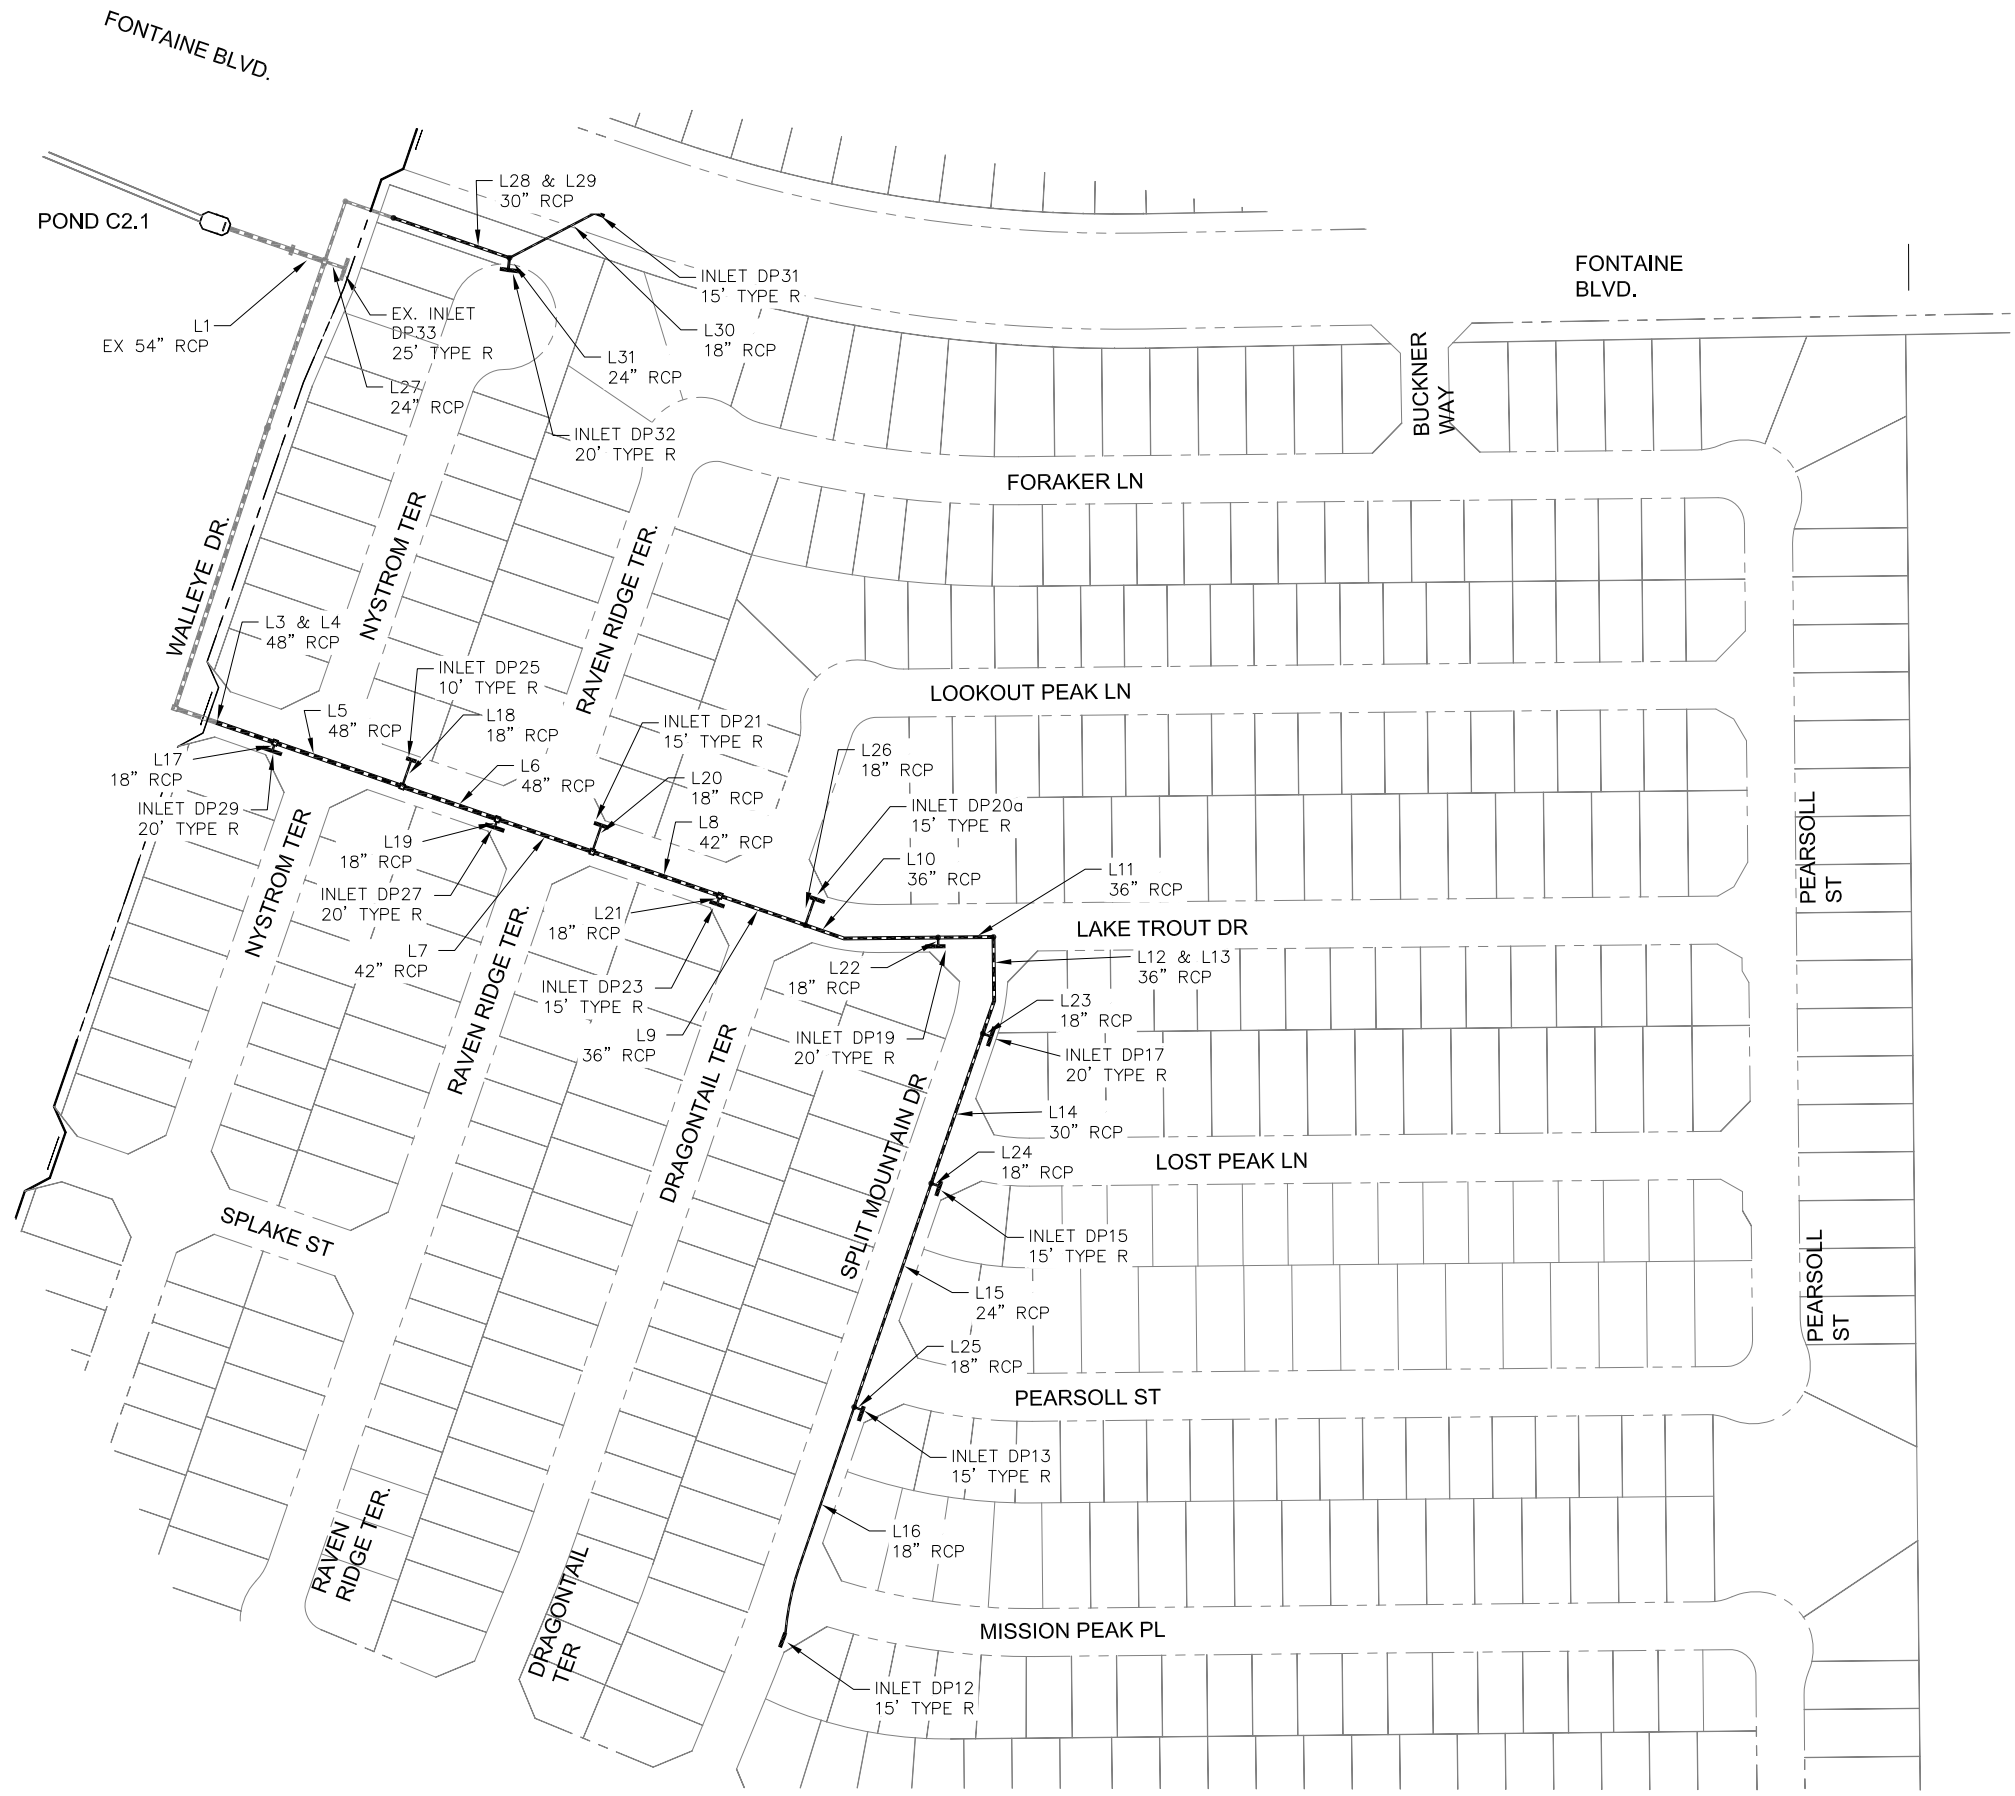 FONTAINE BLVD.
L28 & L29
30” RCP
POND C2.1
INLET DP31
15’ TYPE R
FONTAINE
BLVD.
EX. INLET
DP33
25’ TYPE R
L1
EX 54” RCP
L30
18” RCP
L31
24” RCP
L27
24” RCP
BUCKNER
WAY
INLET DP32
20’ TYPE R
FORAKER LN
WALLEYE DR.
NYSTROM TER
RAVEN RIDGE TER.
L3 & L4
48” RCP
INLET DP25
10’ TYPE R
LOOKOUT PEAK LN
L5
48” RCP
L18
18” RCP
INLET DP21
15’ TYPE R
L26
18” RCP
L17
18” RCP
L6
48” RCP
L20
18” RCP
INLET DP29
20’ TYPE R
INLET DP20a
15’ TYPE R
L8
42” RCP
L19
18” RCP
L10
36” RCP
L11
36” RCP
PEARSOLL
ST
NYSTROM TER
INLET DP27
20’ TYPE R
L21
18” RCP
LAKE TROUT DR
L7
42” RCP
RAVEN RIDGE TER.
INLET DP23
15’ TYPE R
L22
18” RCP
L12 & L13
36” RCP
L9
36” RCP
L23
18” RCP
INLET DP19
20’ TYPE R
INLET DP17
20’ TYPE R
DRAGONTAIL TER
SPLIT MOUNTAIN DR
L14
30” RCP
L24
18” RCP
LOST PEAK LN
SPLAKE ST
INLET DP15
15’ TYPE R
PEARSOLL
ST
L15
24” RCP
L25
18” RCP
PEARSOLL ST
INLET DP13
15’ TYPE R
RAVEN
RIDGE TER.
L16
18” RCP
DRAGONTAIL
TER
MISSION PEAK PL
INLET DP12
15’ TYPE R